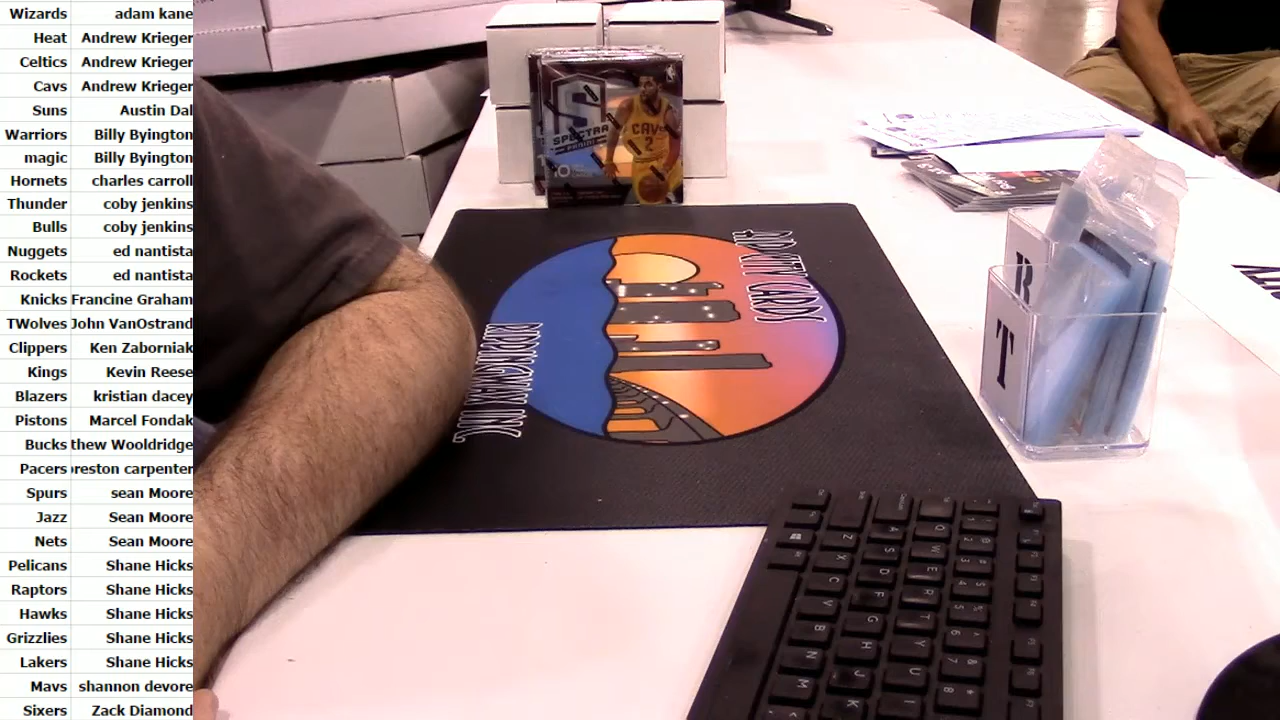 Wizards adam kane
Heat Andrew Krieger
Celtics Andrew Krieger
Cavs Andrew Krieger
Suns Austin Dal
Warriors Billy Byington
magic Billy Byington
Hornets charles carroll
Thunder coby jenkins
Bulls coby jenkins
Nuggets ed nantista
Rockets ed nantista
Knicks Francine Graham
TWolves John VanOstrand
Clippers Ken Zaborniak
Kings Kevin Reese
Blazers kristian dacey
Pistons Marcel Fondak
Bucks thew Wooldridge
Pacers reston carpenter
Spurs sean Moore
Jazz Sean Moore
Nets Sean Moore
Pelicans Shane Hicks
Raptors Shane Hicks
Hawks Shane Hicks
Grizzlies Shane Hicks
Lakers Shane Hicks
Mavs shannon devore
Sixers Zack Diamond
S
SPECTRA
PANINI
10
CAVS
2
RIPPINGWAX INC
R
T
Q W E R T Y U I
A S D F G H J K
Z X C V B N M